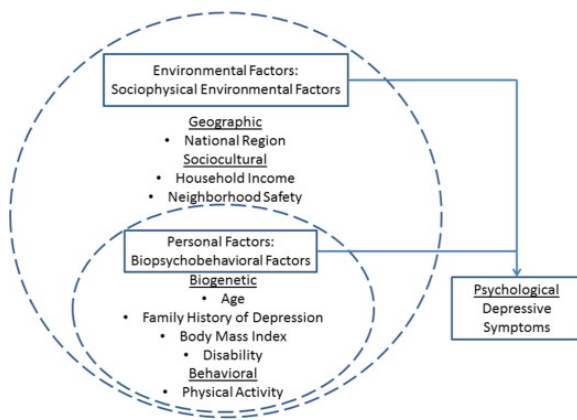 Environmental Factors:
Sociophysical Environmental Factors
Geographic
• National Region
Sociocultural
• Household Income
• Neighborhood Safety
Personal Factors:
Biopsychobehavioral Factors
Biogenetic
• Age
• Family History of Depression
• Body Mass Index
• Disability
Behavioral
• Physical Activity
Psychological
Depressive
Symptoms